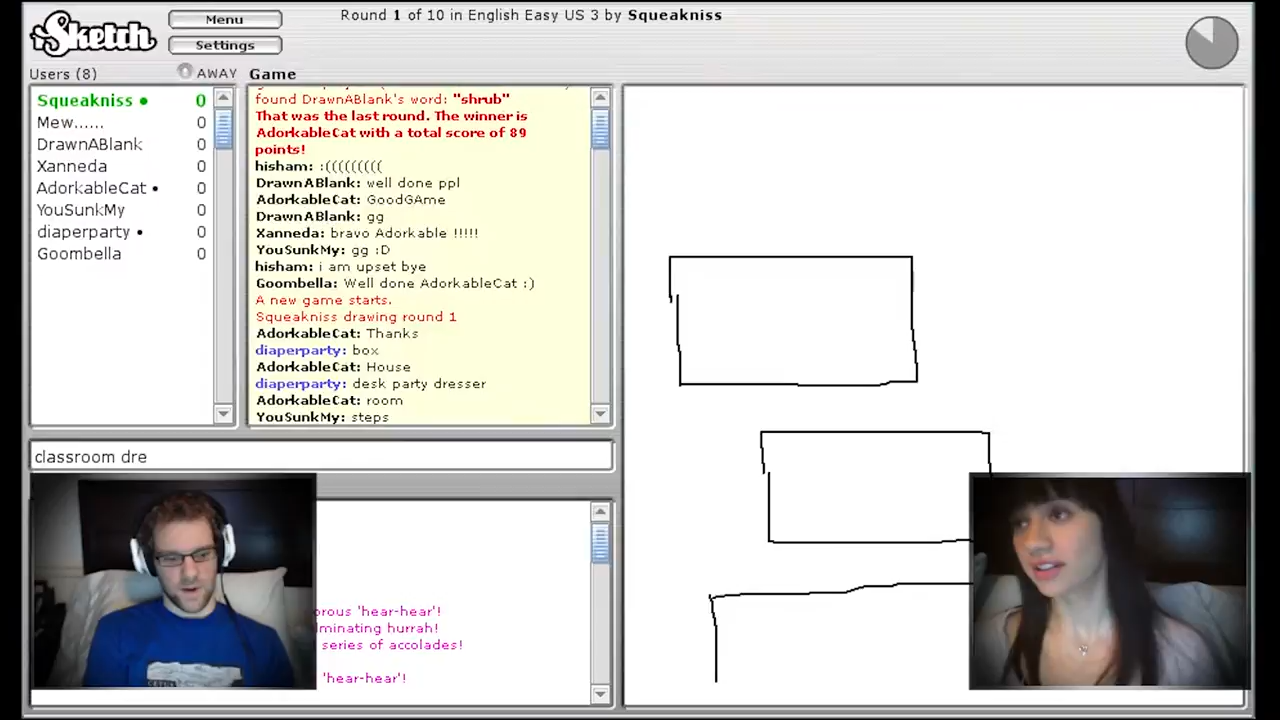 iSketch
Menu
Settings
Round 1 of 10 in English Easy US 3 by Squeakniss
Users (8)
AWAY
Squeakniss • 0
Mew...... 0
DrawnABlank 0
Xanneda 0
AdorkableCat • 0
YouSunkMy 0
diaperparty • 0
Goombella 0
Game
found DrawnABlank's word: "shrub"
That was the last round. The winner is
AdorkableCat with a total score of 89
points!
hisham: :(((((((((
DrawnABlank: well done ppl
AdorkableCat: GoodGAme
DrawnABlank: gg
Xanneda: bravo Adorkable !!!!!
YouSunkMy: gg :D
hisham: i am upset bye
Goombella: Well done AdorkableCat :)
A new game starts.
Squeakniss drawing round 1
AdorkableCat: Thanks
diaperparty: box
AdorkableCat: House
diaperparty: desk party dresser
AdorkableCat: room
YouSunkMy: steps
classroom dre
'hear-hear'!
hurrah!
series of accolades!
'hear-hear'!